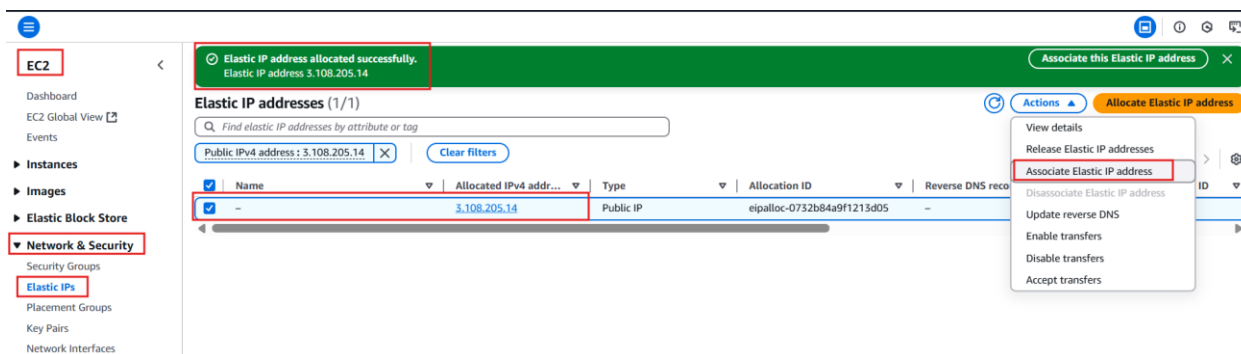 EC2
Dashboard
EC2 Global View
Events
Instances
Images
Elastic Block Store
Network & Security
Security Groups
Elastic IPs
Placement Groups
Key Pairs
Network Interfaces
Elastic IP address allocated successfully.
Elastic IP address 3.108.205.14
Associate this Elastic IP address
Elastic IP addresses (1/1)
Actions
Allocate Elastic IP address
Find elastic IP addresses by attribute or tag
Public IPv4 address : 3.108.205.14
Clear filters
Name Allocated IPv4 addr... Type Allocation ID Reverse DNS reco ID
– 3.108.205.14 Public IP eipalloc-0732b84a9f1213d05 –
View details
Release Elastic IP addresses
Associate Elastic IP address
Disassociate Elastic IP address
Update reverse DNS
Enable transfers
Disable transfers
Accept transfers